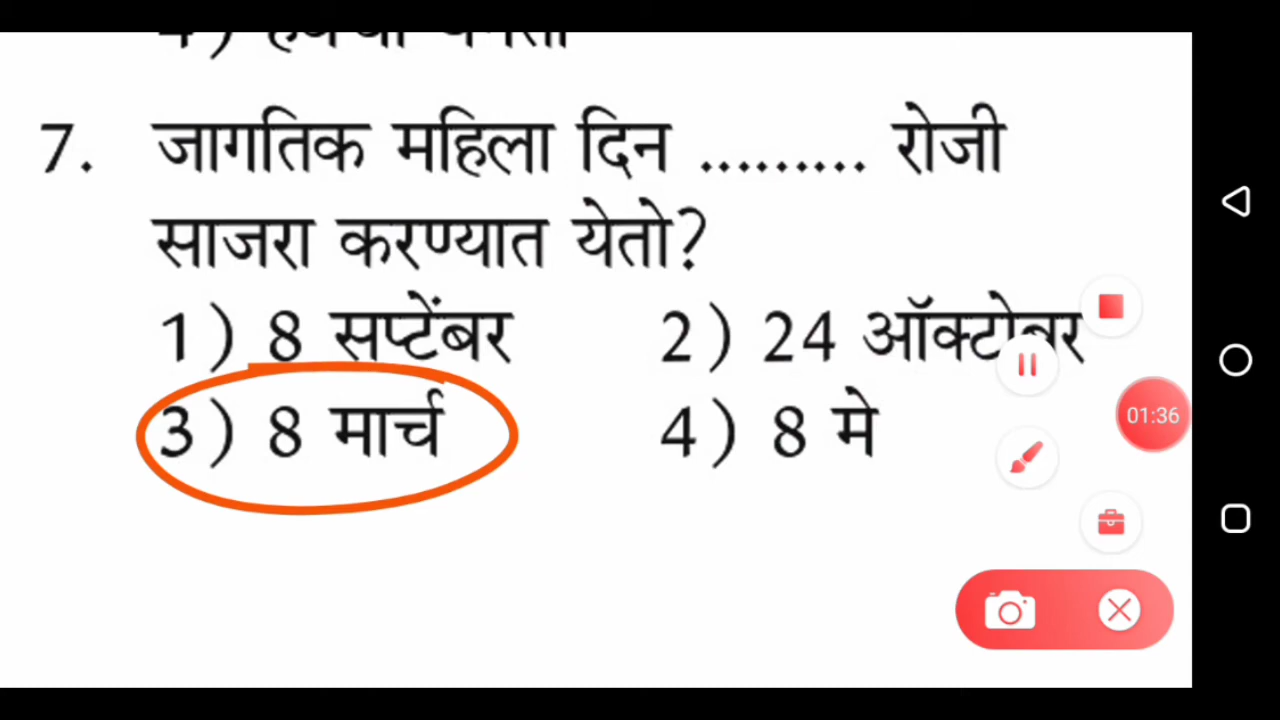 7. जागतिक महिला दिन ......... रोजी
साजरा करण्यात येतो?
1) 8 सप्टेंबर 2) 24 ऑक्टोबर
3) 8 मार्च 4) 8 मे
01:36